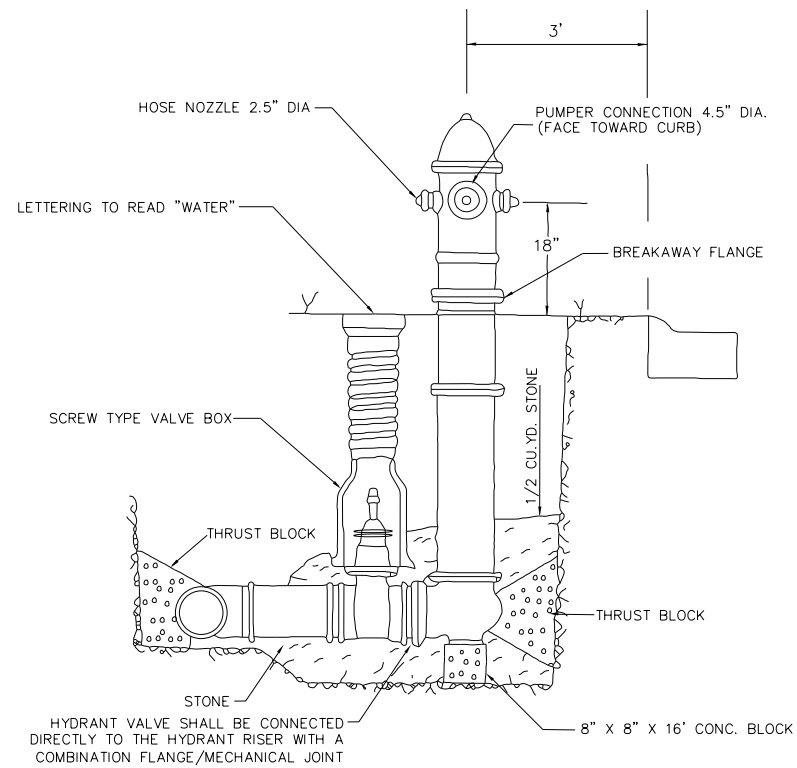 3'
HOSE NOZZLE 2.5" DIA
PUMPER CONNECTION 4.5" DIA.
(FACE TOWARD CURB)
LETTERING TO READ "WATER"
18"
BREAKAWAY FLANGE
1/2 CU.YD. STONE
SCREW TYPE VALVE BOX
THRUST BLOCK
THRUST BLOCK
STONE
HYDRANT VALVE SHALL BE CONNECTED
DIRECTLY TO THE HYDRANT RISER WITH A
COMBINATION FLANGE/MECHANICAL JOINT
8" X 8" X 16' CONC. BLOCK